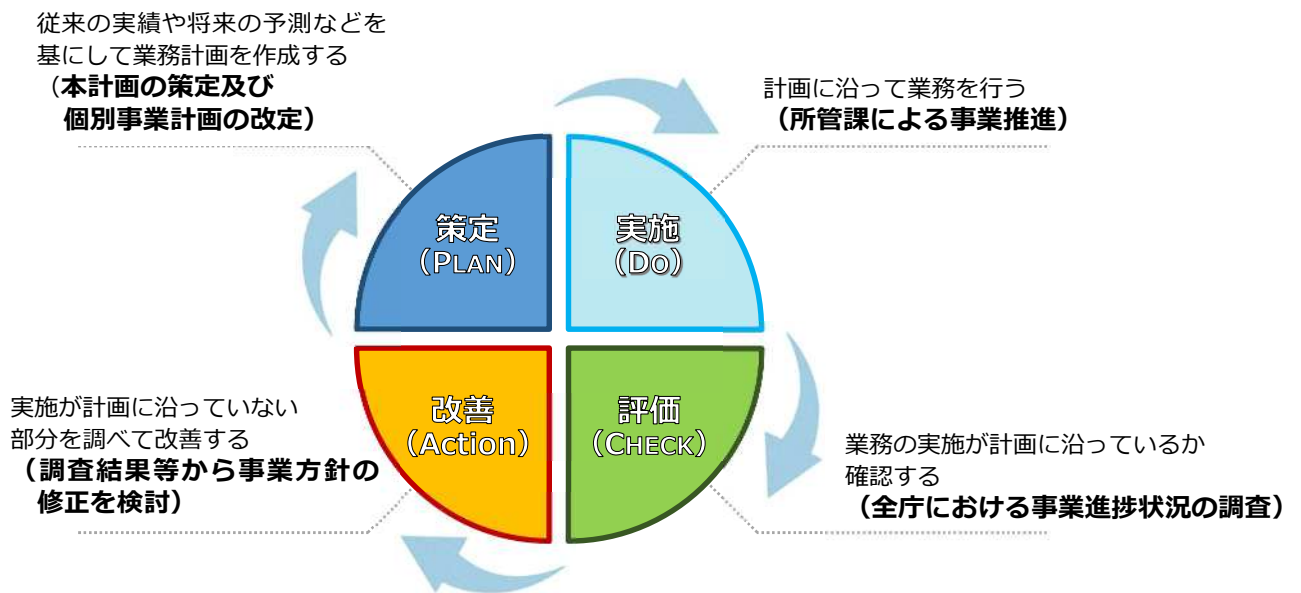 従来の実績や将来の予測などを
基にして業務計画を作成する
（本計画の策定及び
個別事業計画の改定）
計画に沿って業務を行う
（所管課による事業推進）
策定
（PLAN）
実施
（DO）
改善
（Action）
評価
（CHECK）
実施が計画に沿っていない
部分を調べて改善する
（調査結果等から事業方針の
修正を検討）
業務の実施が計画に沿っているか
確認する
（全庁における事業進捗状況の調査）